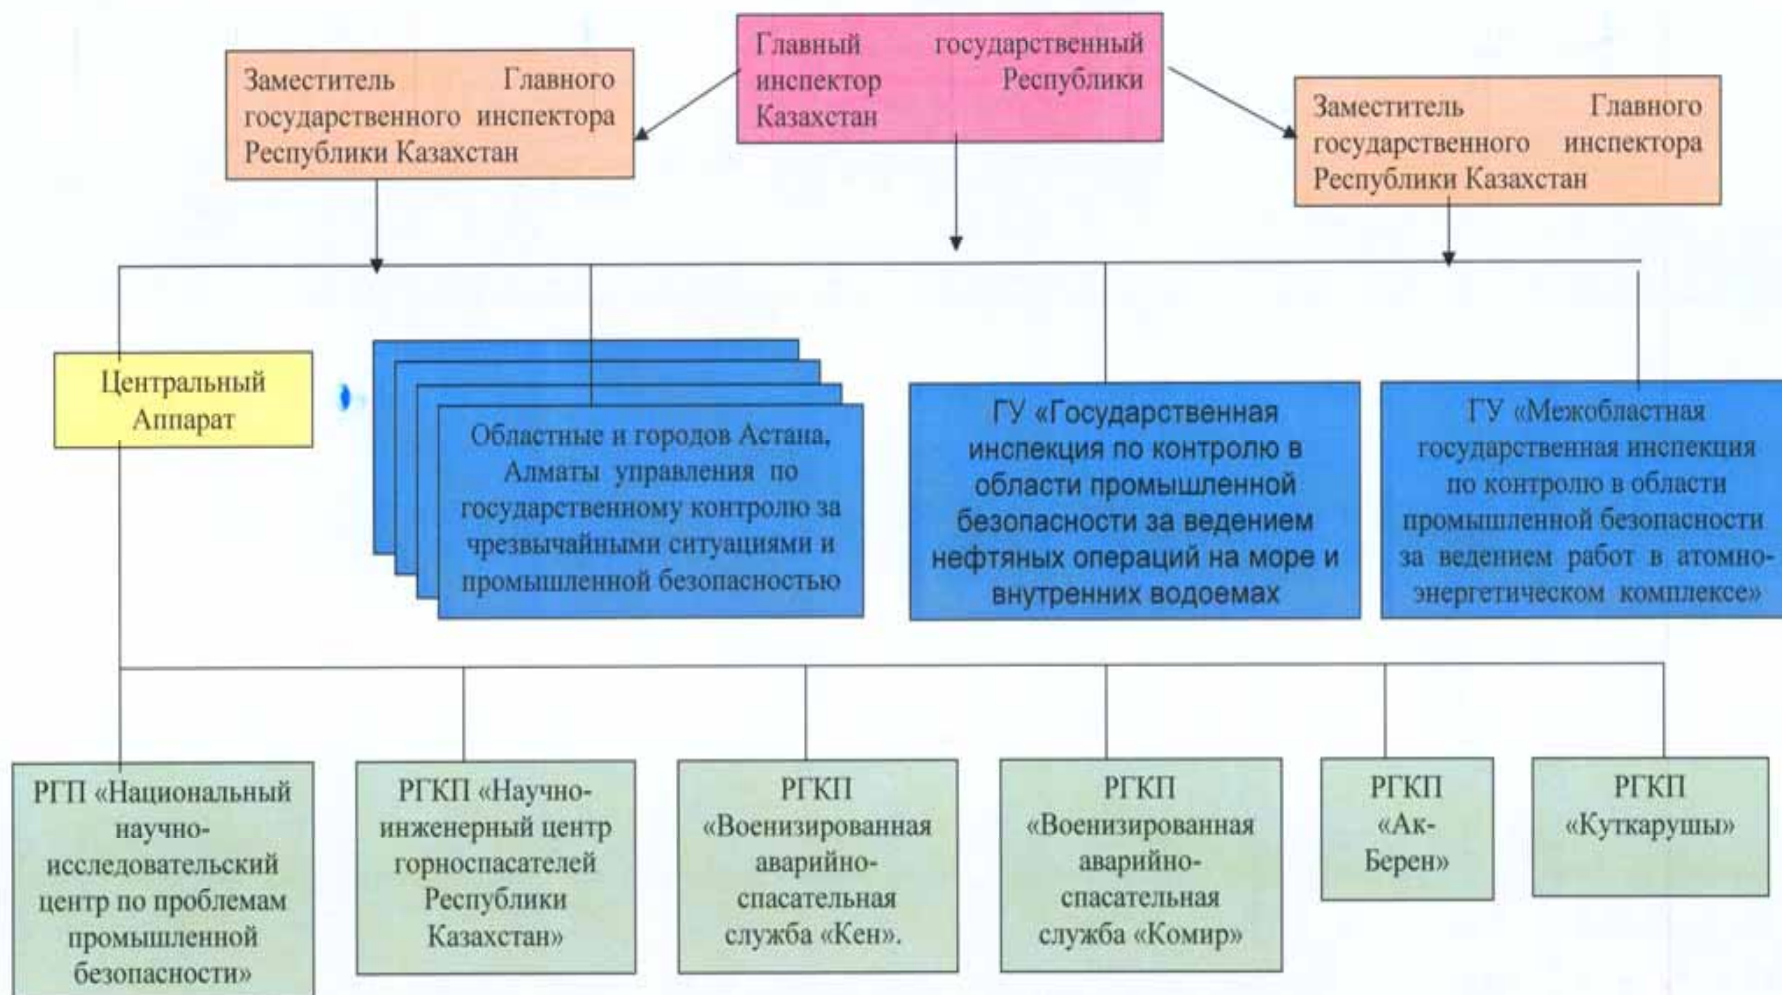 Главный государственный
инспектор Республики
Казахстан
Заместитель Главного
государственного инспектора
Республики Казахстан
Заместитель Главного
государственного инспектора
Республики Казахстан
Центральный
Аппарат
Областные и городов Астана,
Алматы управления по
государственному контролю за
чрезвычайными ситуациями и
промышленной безопасностью
ГУ «Государственная
инспекция по контролю в
области промышленной
безопасности за ведением
нефтяных операций на море и
внутренних водоемах
ГУ «Межобластная
государственная инспекция
по контролю в области
промышленной безопасности
за ведением работ в атомно-
энергетическом комплексе»
РГП «Национальный
научно-
исследовательский
центр по проблемам
промышленной
безопасности»
РГКП «Научно-
инженерный центр
горноспасателей
Республики
Казахстан»
РГКП
«Военизированная
аварийно-
спасательная
служба «Кен».
РГКП
«Военизированная
аварийно-
спасательная
служба «Комир»
РГКП
«Ак-
Берен»
РГКП
«Куткарушы»